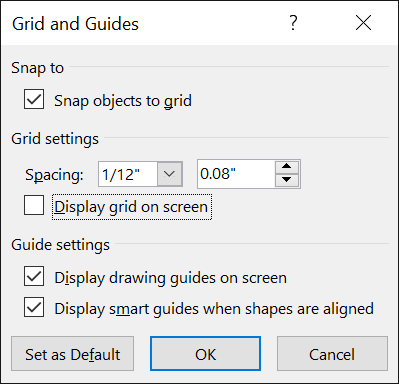 Grid and Guides ?
Snap to
Snap objects to grid
Grid settings
Spacing: 1/12" 0.08"
Display grid on screen
Guide settings
Display drawing guides on screen
Display smart guides when shapes are aligned
Set as Default OK Cancel